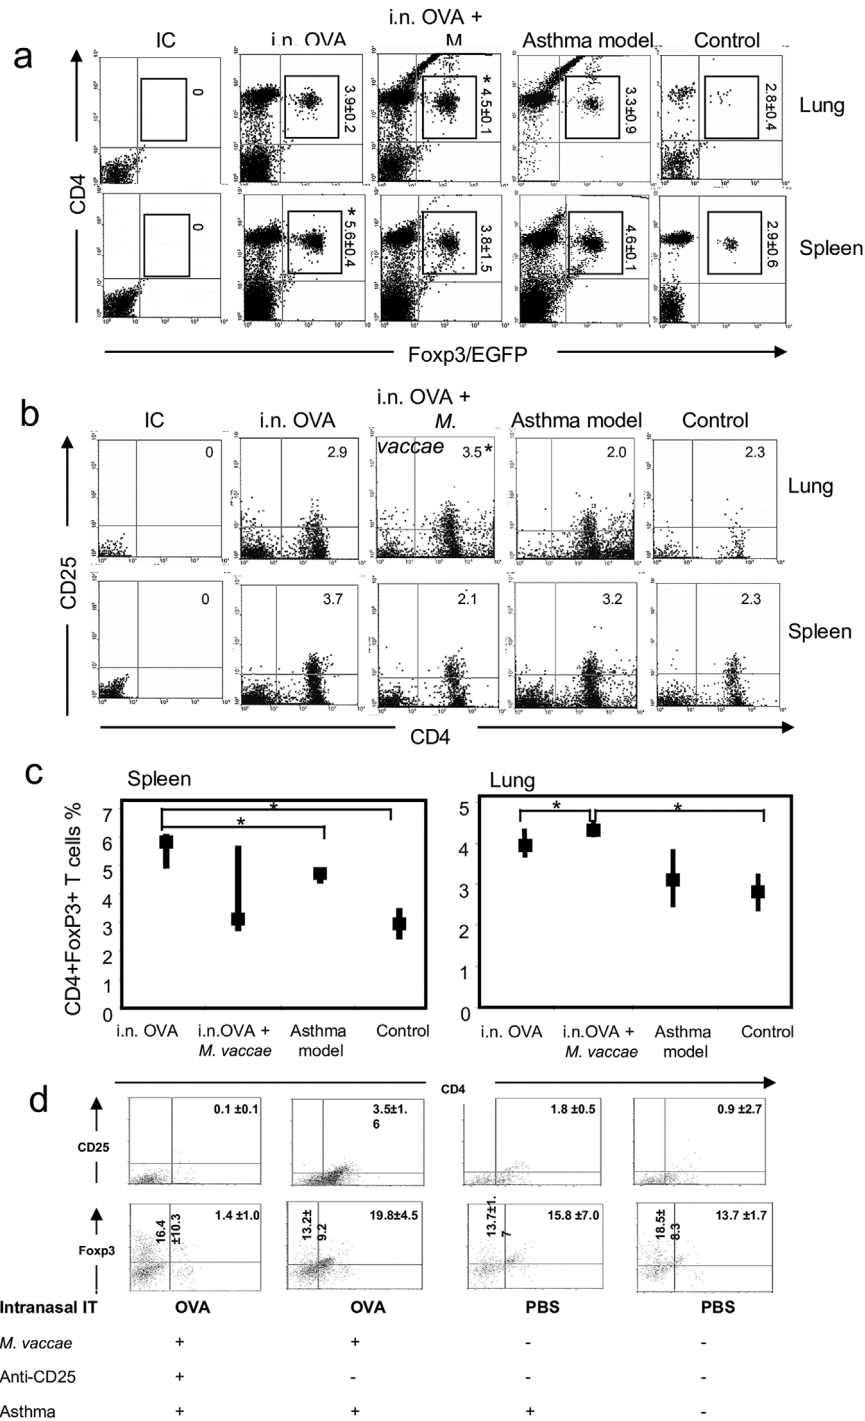 i.n. OVA +
a
IC
i.n. OVA
M
Asthma model
Control
0
3.9±0.2
* 4.5±0.1
3.3±0.9
2.8±0.4
Lung
CD4
0
* 5.6±0.4
3.8±1.5
4.6±0.1
2.9±0.6
Spleen
Foxp3/EGFP
b
i.n. OVA +
IC
i.n. OVA
M.
vaccae
Asthma model
Control
0
2.9
3.5*
2.0
2.3
Lung
CD25
0
3.7
2.1
3.2
2.3
Spleen
CD4
c
Spleen
Lung
CD4+FoxP3+ T cells %
7
6
5
4
3
2
1
0
*
*
i.n. OVA
i.n.OVA +
M. vaccae
Asthma
model
Control
5
4
3
2
1
0
*
*
i.n. OVA
i.n.OVA +
M. vaccae
Asthma
model
Control
d
CD4
CD25
0.1 ±0.1
3.5±1.
6
1.8 ±0.5
0.9 ±2.7
Foxp3
16.4
±10.3
1.4 ±1.0
13.2±
9.2
19.8±4.5
13.7±1.
7
15.8 ±7.0
18.5±
8.3
13.7 ±1.7
Intranasal IT OVA OVA PBS PBS
M. vaccae + + - -
Anti-CD25 + - - -
Asthma + + + -